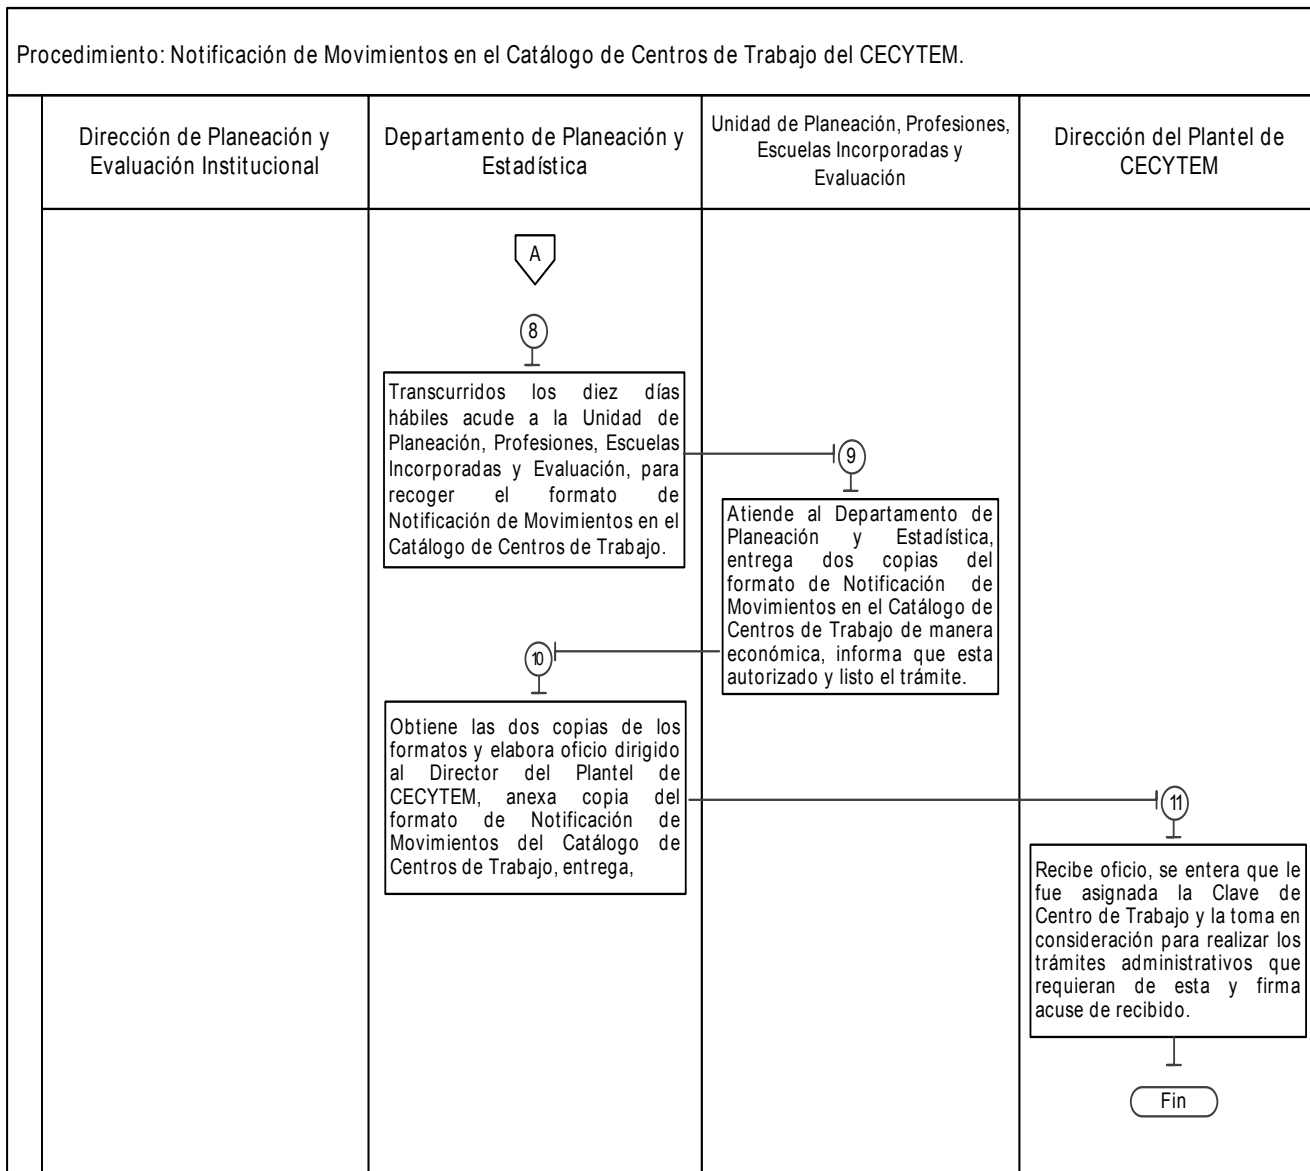 Procedimiento: Notificación de Movimientos en el Catálogo de Centros de Trabajo del CECYTEM.
Dirección de Planeación y
Evaluación Institucional
Departamento de Planeación y
Estadística
Unidad de Planeación, Profesiones,
Escuelas Incorporadas y
Evaluación
Dirección del Plantel de
CECYTEM
A
8
Transcurridos los diez días
hábiles acude a la Unidad de
Planeación, Profesiones, Escuelas
Incorporadas y Evaluación, para
recoger el formato de
Notificación de Movimientos en el
Catálogo de Centros de Trabajo.
9
Atiende al Departamento de
Planeación y Estadística,
entrega dos copias del
formato de Notificación de
Movimientos en el Catálogo de
Centros de Trabajo de manera
económica, informa que esta
autorizado y listo el trámite.
10
Obtiene las dos copias de los
formatos y elabora oficio dirigido
al Director del Plantel de
CECYTEM, anexa copia del
formato de Notificación de
Movimientos del Catálogo de
Centros de Trabajo, entrega,
11
Recibe oficio, se entera que le
fue asignada la Clave de
Centro de Trabajo y la toma en
consideración para realizar los
trámites administrativos que
requieran de esta y firma
acuse de recibido.
Fin